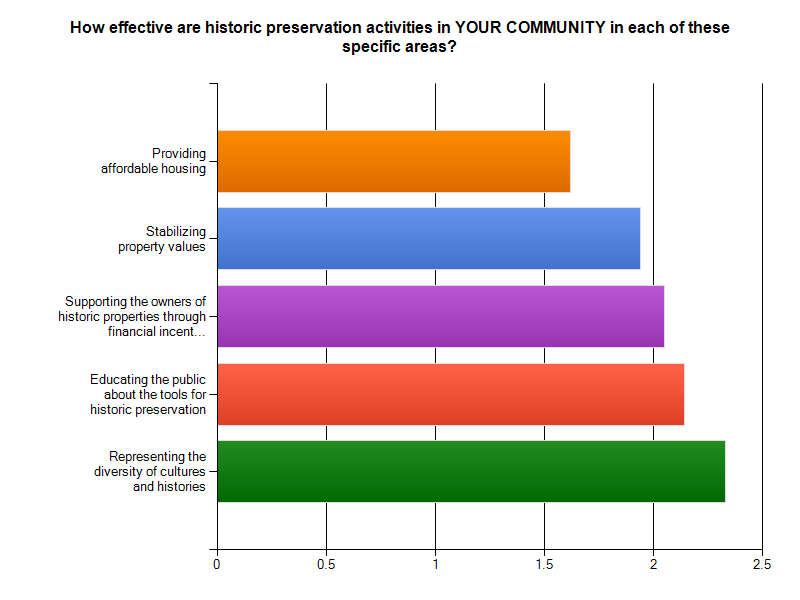 How effective are historic preservation activities in YOUR COMMUNITY in each of these
specific areas?
Providing
affordable housing
Stabilizing
property values
Supporting the owners of
historic properties through
financial incent...
Educating the public
about the tools for
historic preservation
Representing the
diversity of cultures
and histories
0 0.5 1 1.5 2 2.5